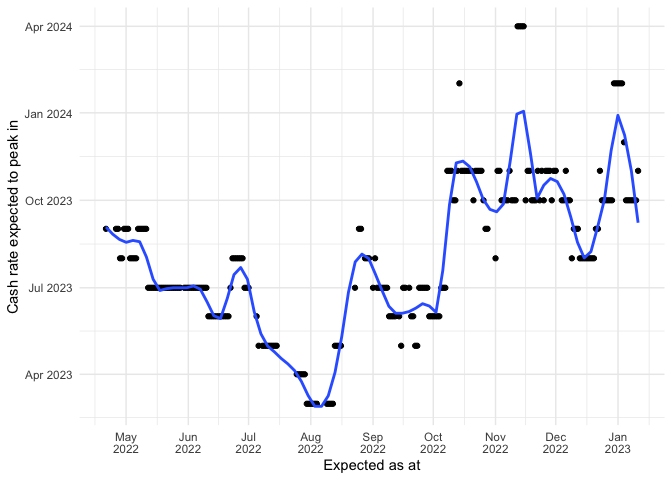 Apr 2024
Jan 2024
Oct 2023
Jul 2023
Apr 2023
Cash rate expected to peak in
May Jun Jul Aug Sep Oct Nov Dec Jan
2022 2022 2022 2022 2022 2022 2022 2022 2023
Expected as at